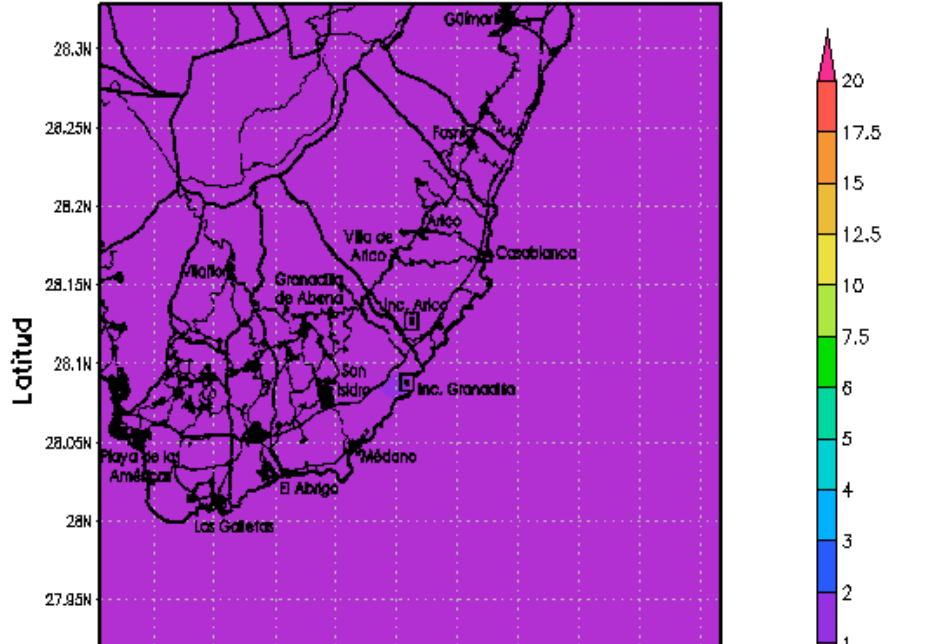 Güimar
28.3N
20
28.25N
Fasnia
17.5
28.2N
15
Arico
Villa de
Arico
Casablanca
12.5
Vilaflor
28.15N
Granadilla
de Abona
10
Inc. Arico
7.5
Latitud
28.1N
San
Isidro
Inc. Granadilla
6
5
28.05N
Playa de las
Américas
Médano
4
El Abrigo
28N
Las Galletas
3
2
27.95N
1